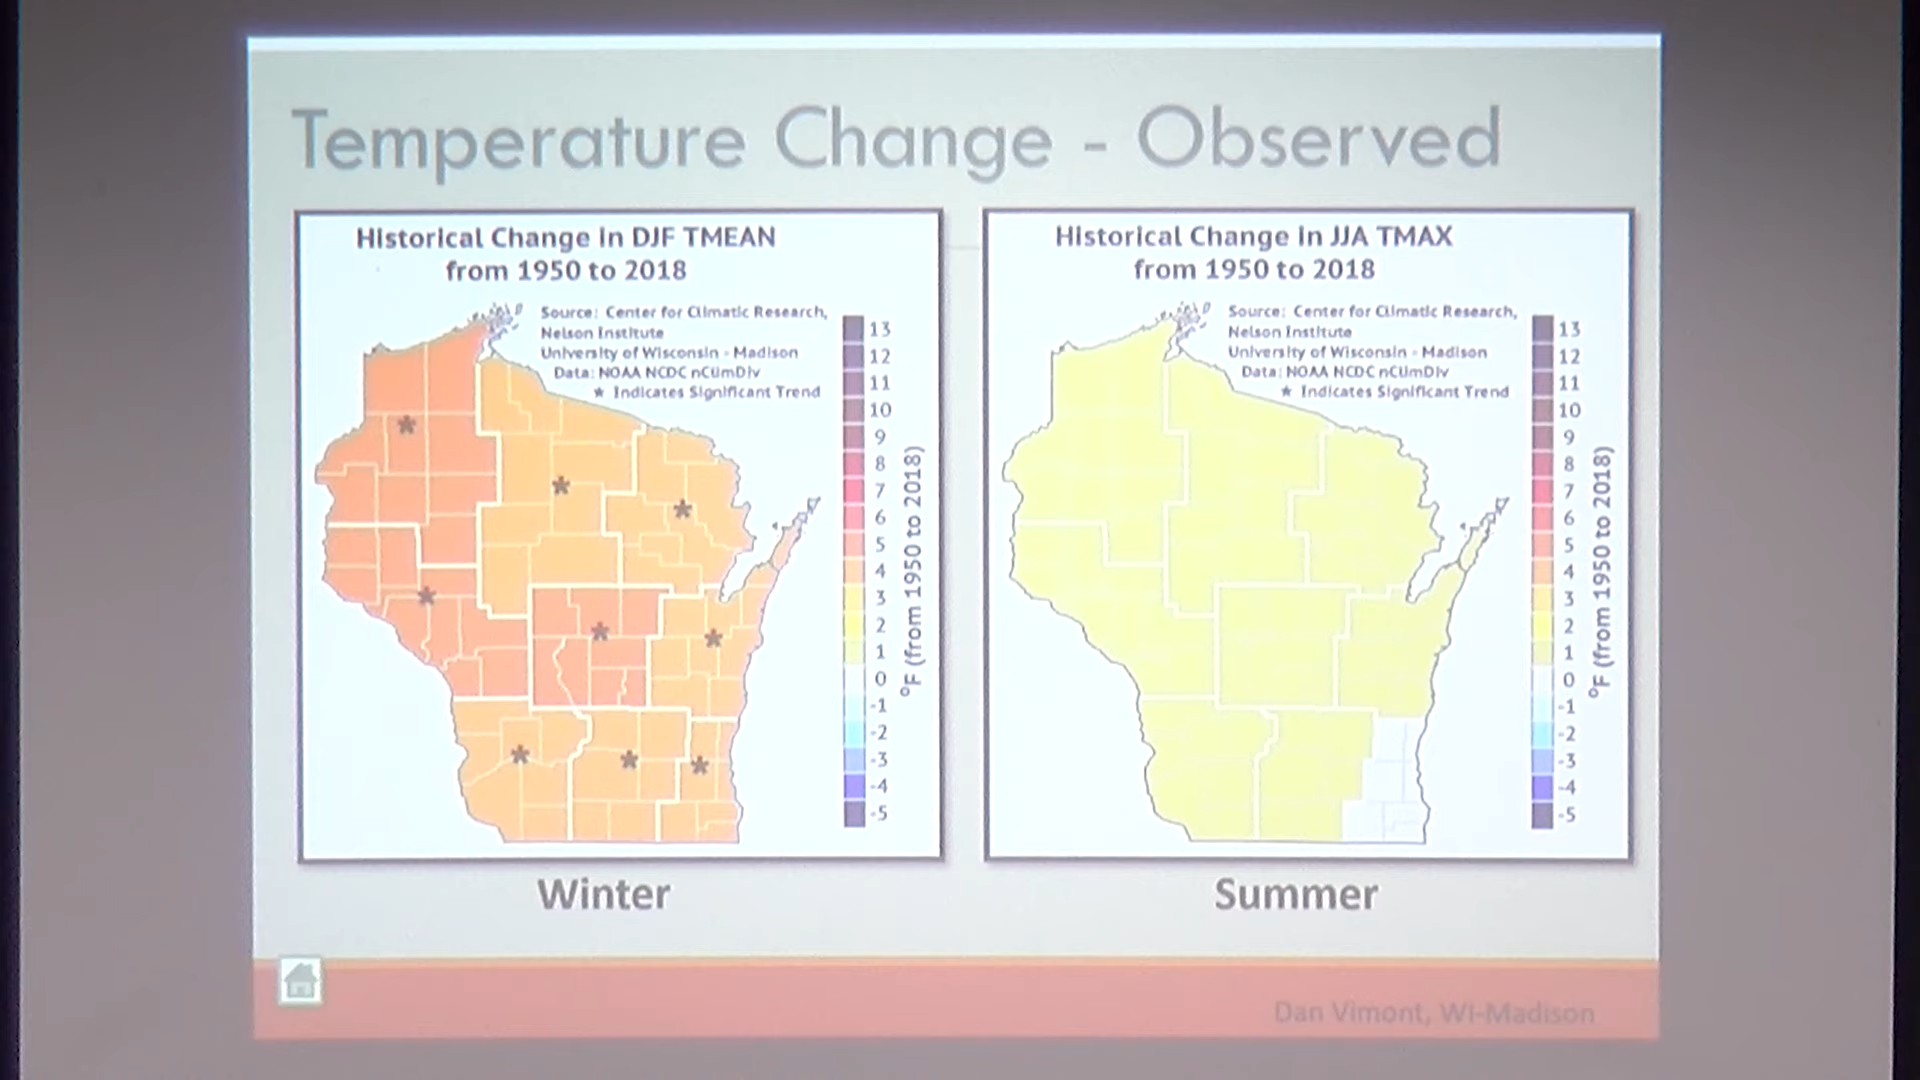 Temperature Change - Observed
Historical Change in DJF TMEAN
from 1950 to 2018
Source: Center for Climatic Research,
Nelson Institute
University of Wisconsin - Madison
Data: NOAA NCDC nClimDiv
* Indicates Significant Trend
13
12
11
10
9
8
7
6
5
4
3
2
1
0
-1
-2
-3
-4
-5
°F (from 1950 to 2018)
Winter
Historical Change in JJA TMAX
from 1950 to 2018
Source: Center for Climatic Research,
Nelson Institute
University of Wisconsin - Madison
Data: NOAA NCDC nClimDiv
* Indicates Significant Trend
13
12
11
10
9
8
7
6
5
4
3
2
1
0
-1
-2
-3
-4
-5
°F (from 1950 to 2018)
Summer
Dan Vimont, WI-Madison